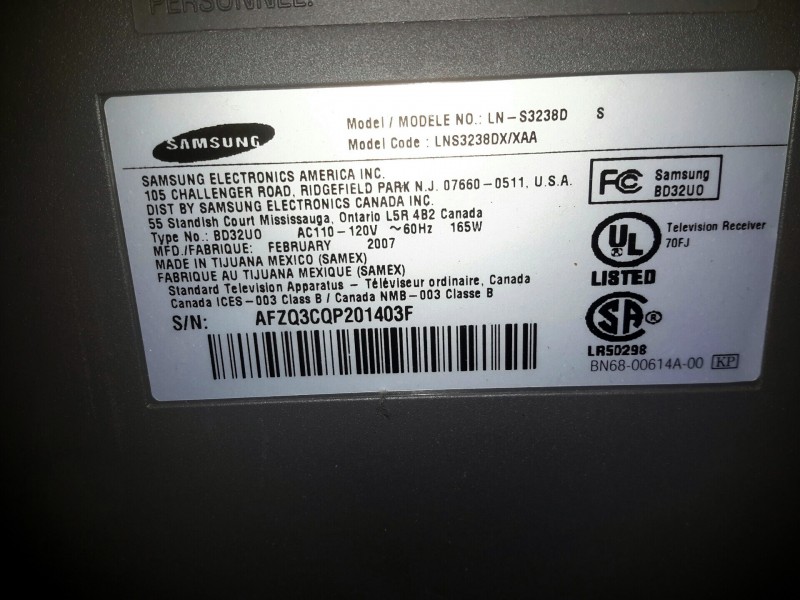 PERSONNEL.
SAMSUNG
Model / MODELE NO.: LN-S3238D S
Model Code : LNS3238DX/XAA
SAMSUNG ELECTRONICS AMERICA INC.
105 CHALLENGER ROAD, RIDGEFIELD PARK N.J. 07660-0511, U.S.A.
DIST BY SAMSUNG ELECTRONICS CANADA INC.
55 Standish Court Mississauga, Ontario L5R 4B2 Canada
Type No.: BD32UO AC110-120V ~60Hz 165W
MFD./FABRIQUE: FEBRUARY 2007
MADE IN TIJUANA MEXICO (SAMEX)
FABRIQUE AU TIJUANA MEXIQUE (SAMEX)
Standard Television Apparatus - Téléviseur ordinaire, Canada
Canada ICES-003 Class B / Canada NMB-003 Classe B
S/N: AFZQ3CQP201403F
FC Samsung
BD32UO
UL Television Receiver
70FJ
LISTED
SA ®
LR50298
BN68-00614A-00 KP